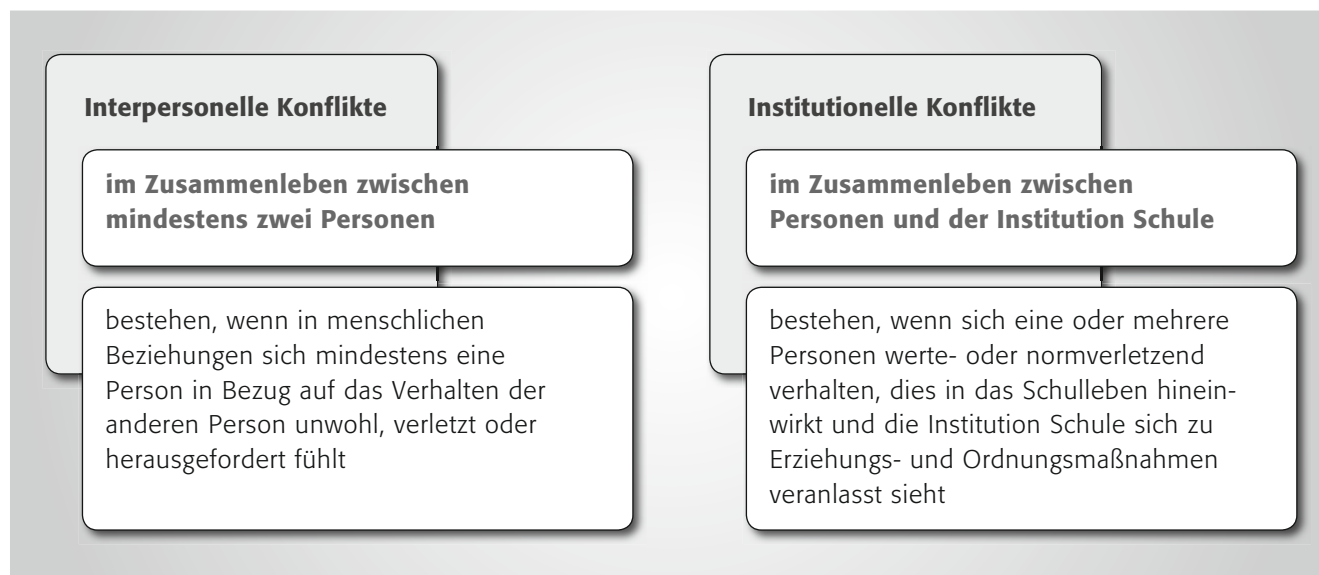 Interpersonelle Konflikte
im Zusammenleben zwischen
mindestens zwei Personen
bestehen, wenn in menschlichen
Beziehungen sich mindestens eine
Person in Bezug auf das Verhalten der
anderen Person unwohl, verletzt oder
herausgefordert fühlt
Institutionelle Konflikte
im Zusammenleben zwischen
Personen und der Institution Schule
bestehen, wenn sich eine oder mehrere
Personen werte- oder normverletzend
verhalten, dies in das Schulleben hinein-
wirkt und die Institution Schule sich zu
Erziehungs- und Ordnungsmaßnahmen
veranlasst sieht